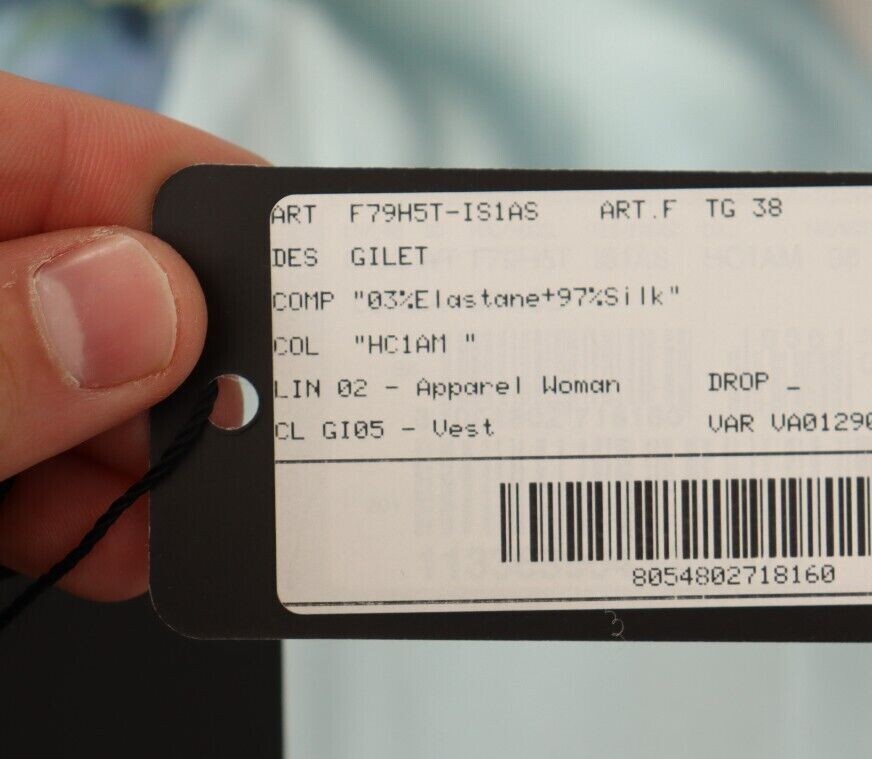 ART F79H5T-IS1AS ART.F TG 38
DES GILET
COMP "03%Elastane+97%Silk"
COL "HC1AM "
LIN 02 - Apparel Woman DROP _
CL GI05 - Vest VAR VA01290
8054802718160